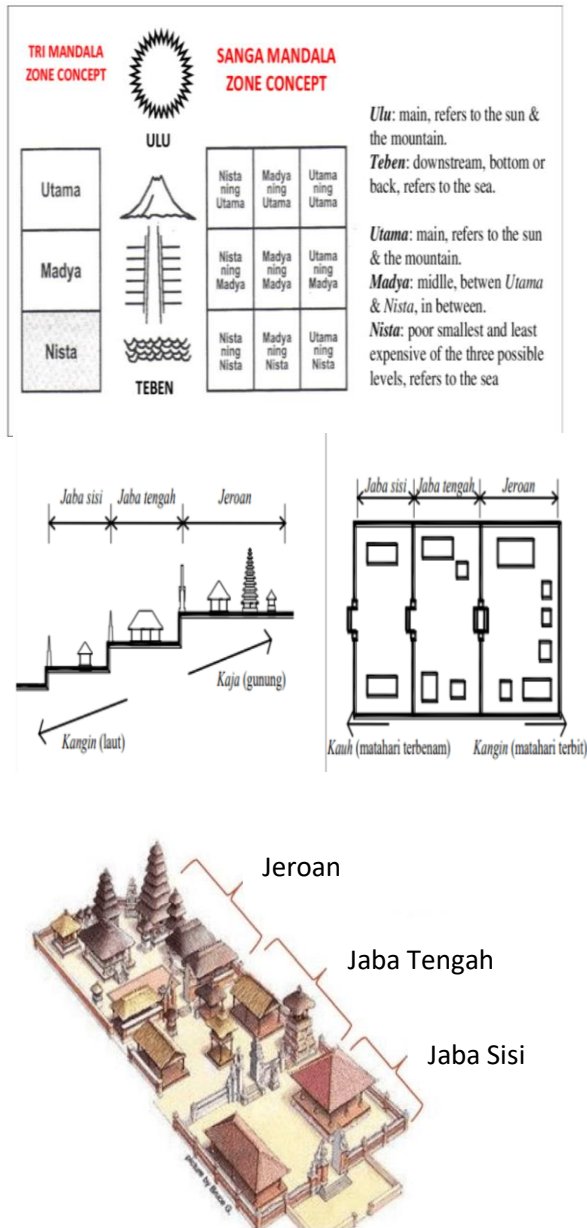 TRI MANDALA
ZONE CONCEPT
SANGA MANDALA
ZONE CONCEPT
ULU
Utama
Madya
Nista
TEBEN
Nista
ning
Utama
Madya
ning
Utama
Utama
ning
Utama
Nista
ning
Madya
Madya
ning
Madya
Utama
ning
Madya
Nista
ning
Nista
Madya
ning
Nista
Utama
ning
Nista
Ulu: main, refers to the sun &
the mountain.
Teben: downstream, bottom or
back, refers to the sea.
Utama: main, refers to the sun
& the mountain.
Madya: midlle, betwen Utama
& Nista, in between.
Nista: poor smallest and least
expensive of the three possible
levels, refers to the sea
Jaba sisi
Jaba tengah
Jeroan
Kaja (gunung)
Kangin (laut)
Jaba sisi
Jaba tengah
Jeroan
Kauh (matahari terbenam)
Kangin (matahari terbit)
Jeroan
Jaba Tengah
Jaba Sisi
picture by Bruce G.